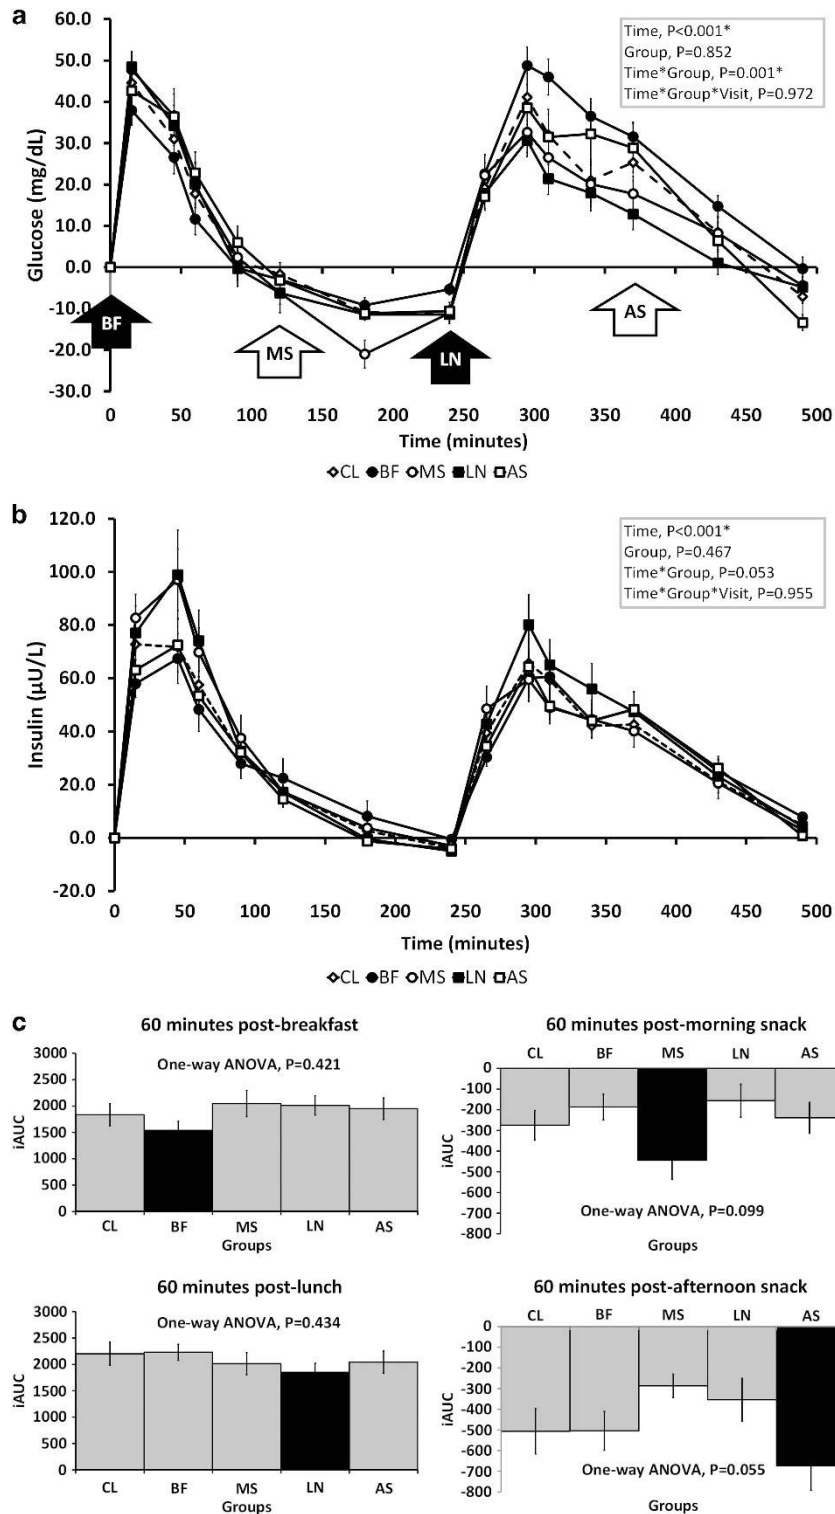 a
60.0
50.0
40.0
30.0
20.0
10.0
0.0
-10.0
-20.0
-30.0
Glucose (mg/dL)
Time, P<0.001*
Group, P=0.852
Time*Group, P=0.001*
Time*Group*Visit, P=0.972
BF
MS
LN
AS
0 50 100 150 200 250 300 350 400 450 500
Time (minutes)
CL BF MS LN AS
b
120.0
100.0
80.0
60.0
40.0
20.0
0.0
-20.0
Insulin (µU/L)
Time, P<0.001*
Group, P=0.467
Time*Group, P=0.053
Time*Group*Visit, P=0.955
0 50 100 150 200 250 300 350 400 450 500
Time (minutes)
CL BF MS LN AS
c
60 minutes post-breakfast
3000
2500
2000
1500
1000
500
0
iAUC
One-way ANOVA, P=0.421
CL BF MS LN AS
Groups
60 minutes post-morning snack
CL BF MS LN AS
0
-100
-200
-300
-400
-500
-600
-700
-800
iAUC
One-way ANOVA, P=0.099
Groups
60 minutes post-lunch
3000
2500
2000
1500
1000
500
0
iAUC
One-way ANOVA, P=0.434
CL BF MS LN AS
Groups
60 minutes post-afternoon snack
CL BF MS LN AS
0
-100
-200
-300
-400
-500
-600
-700
-800
iAUC
One-way ANOVA, P=0.055
Groups